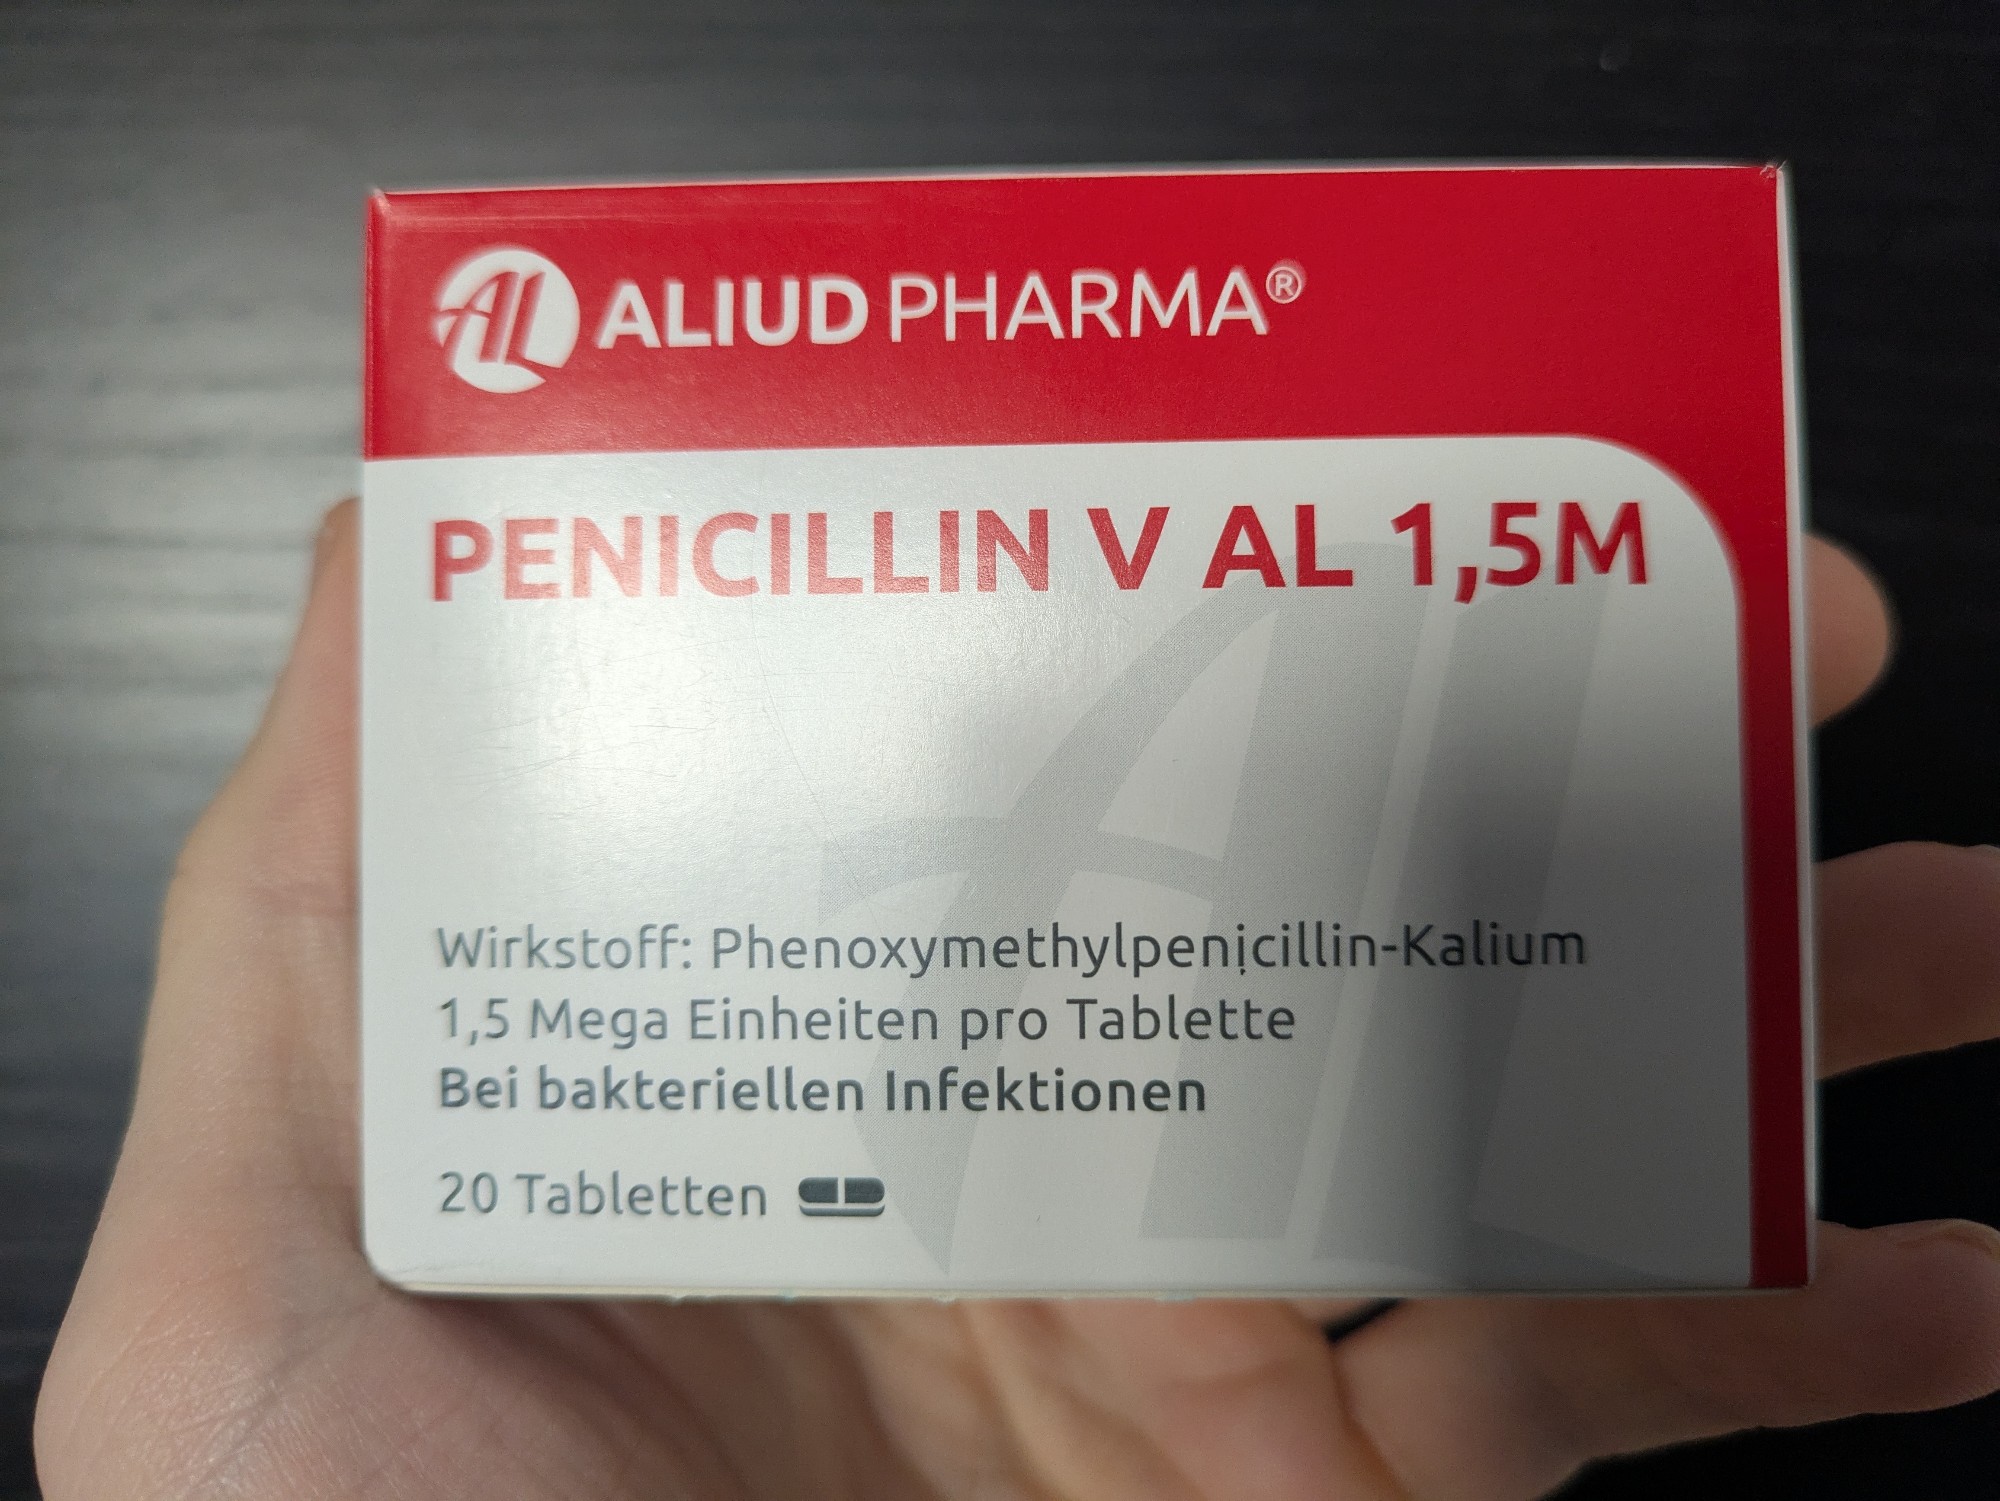 AL ALIUD PHARMA®
PENICILLIN V AL 1,5M
Wirkstoff: Phenoxymethylpenicillin-Kalium
1,5 Mega Einheiten pro Tablette
Bei bakteriellen Infektionen
20 Tabletten